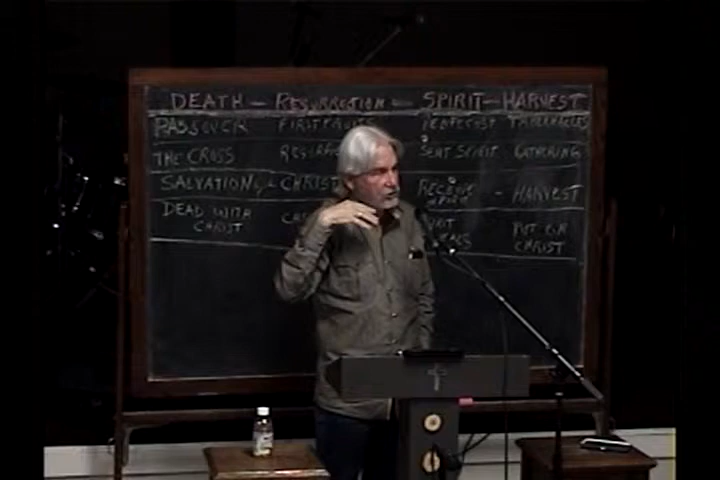 DEATH - RESURRECTION - SPIRIT - HARVEST
PASSOVER FIRSTFRUITS PENTECOST TABERNACLES
THE CROSS SENT SPIRIT GATHERING
SALVATION CHRIST RECEIVE - HARVEST
DEAD WITH PUT ON
CHRIST CHRIST